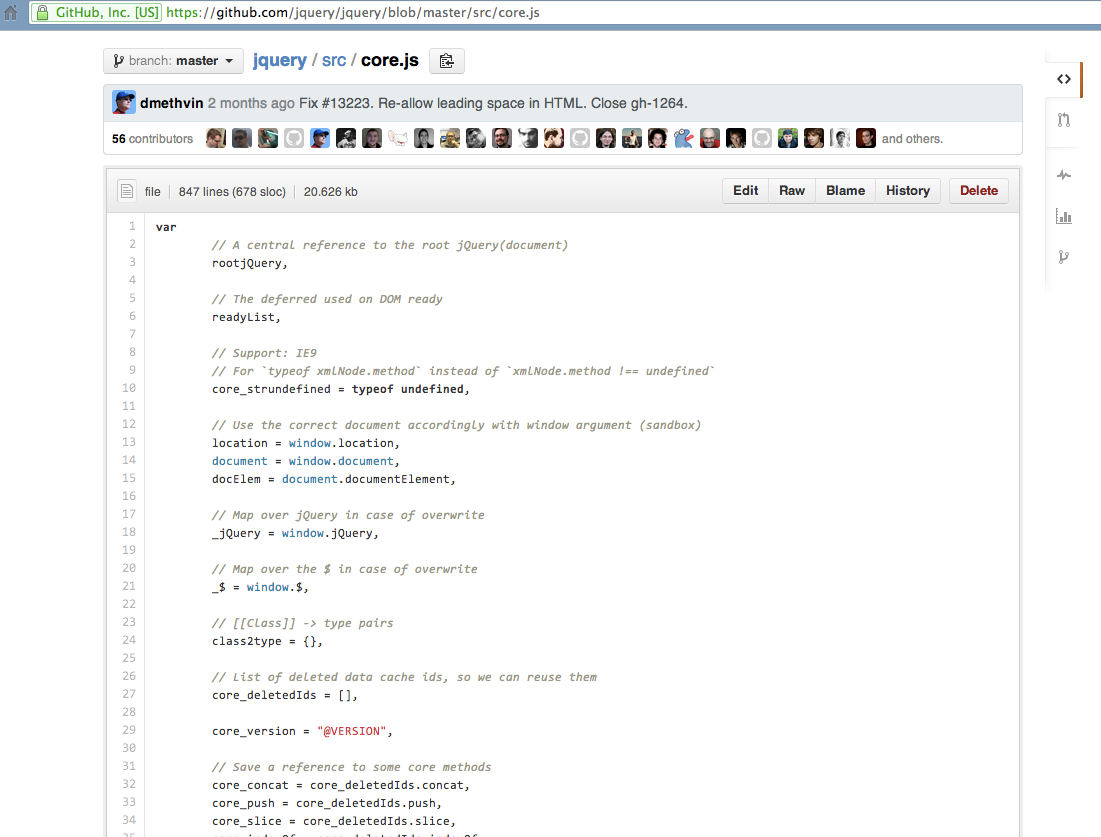 GitHub, Inc. [US] https://github.com/jquery/jquery/blob/master/src/core.js
branch: master jquery / src / core.js
dmethvin 2 months ago Fix #13223. Re-allow leading space in HTML. Close gh-1264.
56 contributors and others.
file 847 lines (678 sloc) 20.626 kb Edit Raw Blame History Delete
1 var
2 // A central reference to the root jQuery(document)
3 rootjQuery,
4
5 // The deferred used on DOM ready
6 readyList,
7
8 // Support: IE9
9 // For `typeof xmlNode.method` instead of `xmlNode.method !== undefined`
10 core_strundefined = typeof undefined,
11
12 // Use the correct document accordingly with window argument (sandbox)
13 location = window.location,
14 document = window.document,
15 docElem = document.documentElement,
16
17 // Map over jQuery in case of overwrite
18 _jQuery = window.jQuery,
19
20 // Map over the $ in case of overwrite
21 _$ = window.$,
22
23 // [[Class]] -> type pairs
24 class2type = {},
25
26 // List of deleted data cache ids, so we can reuse them
27 core_deletedIds = [],
28
29 core_version = "@VERSION",
30
31 // Save a reference to some core methods
32 core_concat = core_deletedIds.concat,
33 core_push = core_deletedIds.push,
34 core_slice = core_deletedIds.slice,